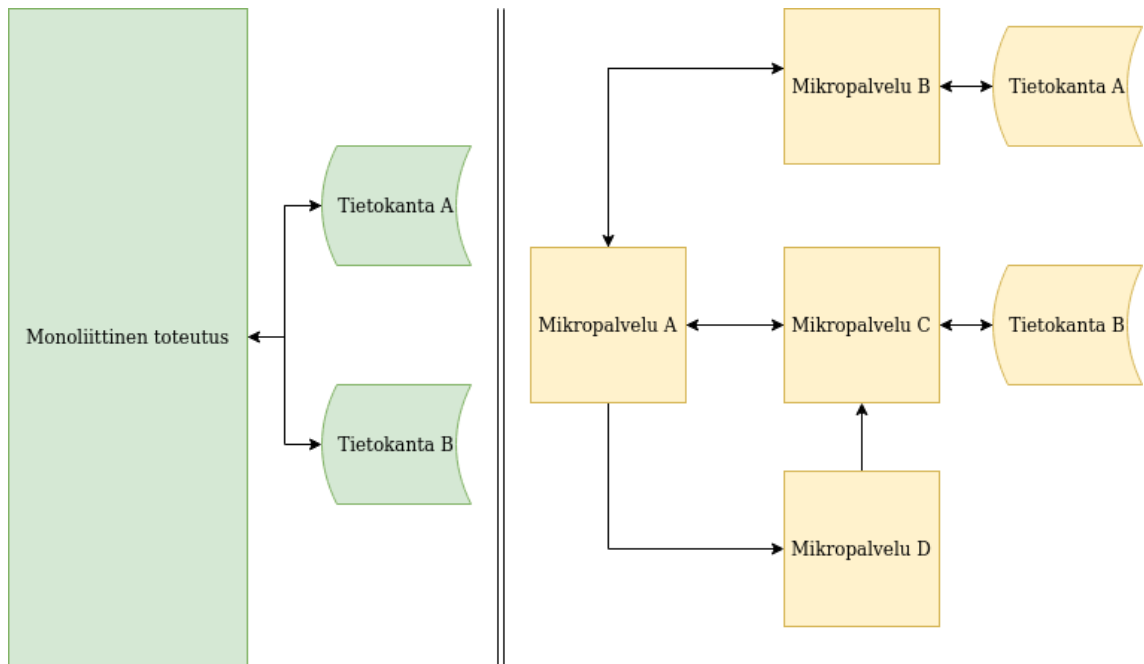 Monoliittinen toteutus
Tietokanta A
Tietokanta B
Mikropalvelu B
Tietokanta A
Mikropalvelu A
Mikropalvelu C
Tietokanta B
Mikropalvelu D